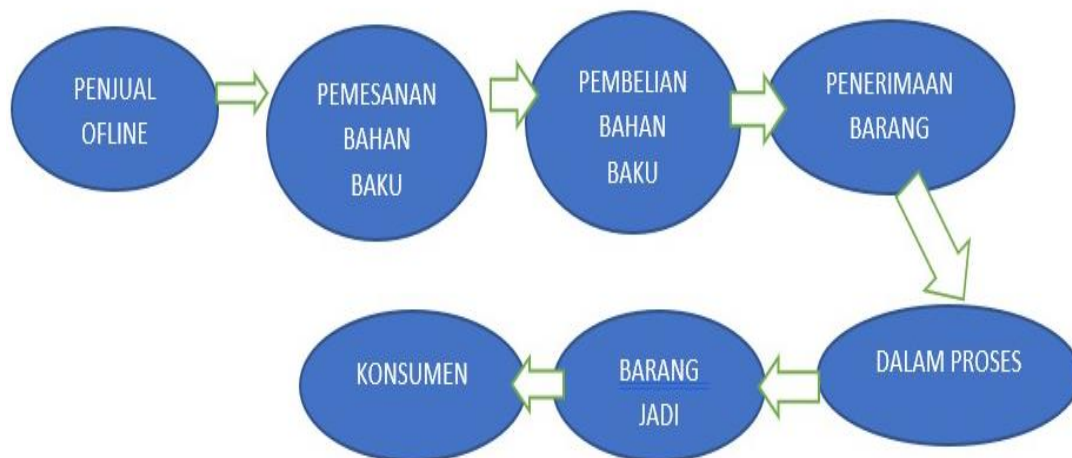 PENJUAL
OFLINE
PEMESANAN
BAHAN
BAKU
PEMBELIAN
BAHAN
BAKU
PENERIMAAN
BARANG
DALAM PROSES
BARANG
JADI
KONSUMEN